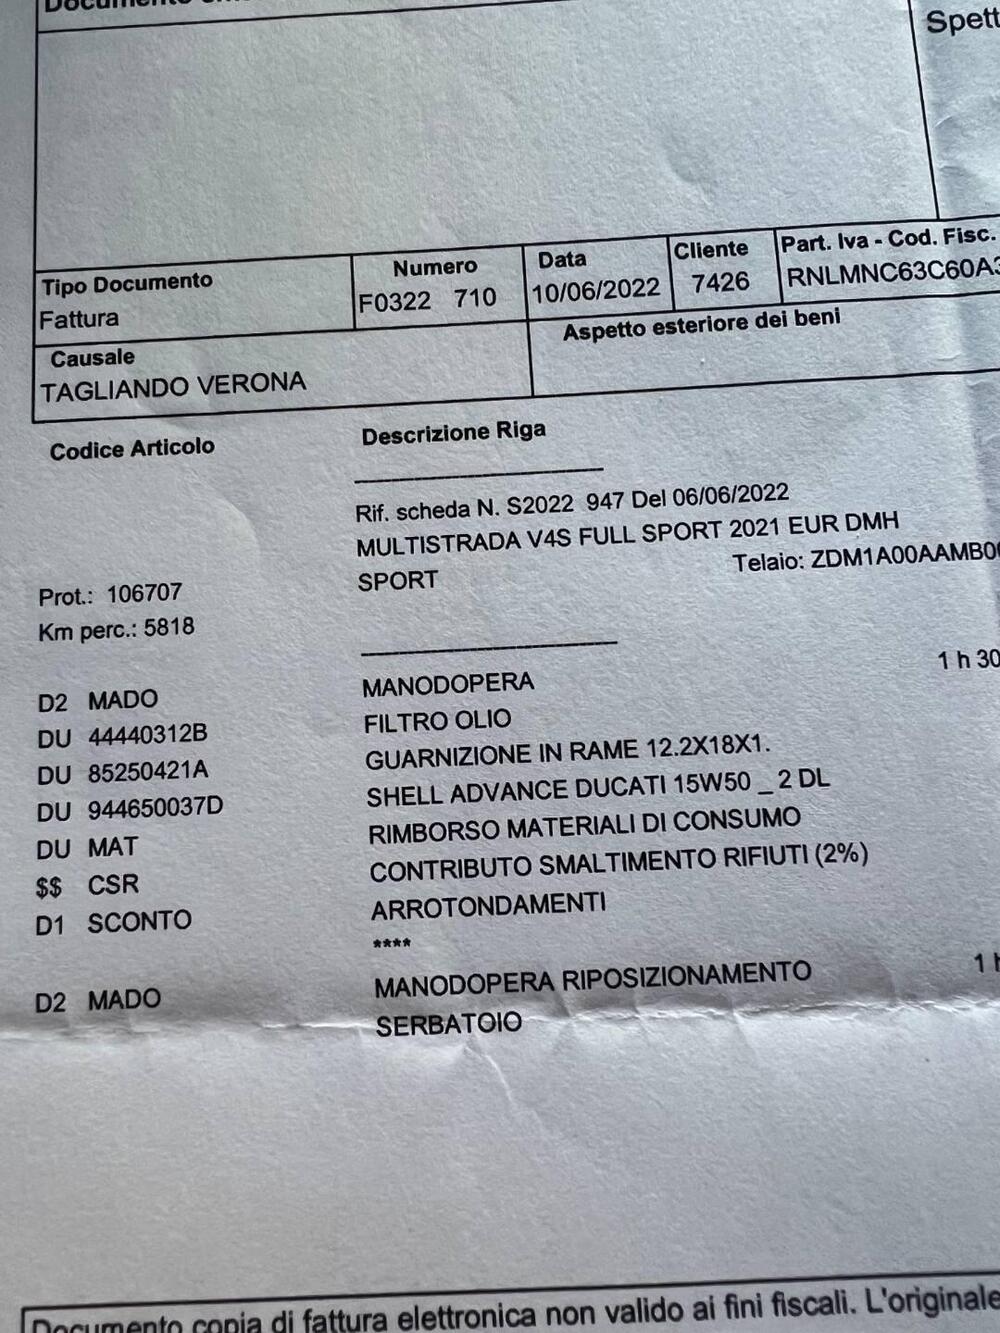 Documento
Spett
Tipo Documento
Fattura
Numero
F0322 710
Data
10/06/2022
Cliente
7426
Part. Iva - Cod. Fisc.
RNLMNC63C60A3
Causale
TAGLIANDO VERONA
Aspetto esteriore dei beni
Codice Articolo Descrizione Riga
Rif. scheda N. S2022 947 Del 06/06/2022
MULTISTRADA V4S FULL SPORT 2021 EUR DMH
SPORT
Telaio: ZDM1A00AAMB00
Prot.: 106707
Km perc.: 5818
D2 MADO MANODOPERA 1 h 30
DU 44440312B FILTRO OLIO
DU 85250421A GUARNIZIONE IN RAME 12.2X18X1.
DU 944650037D SHELL ADVANCE DUCATI 15W50 _ 2 DL
DU MAT RIMBORSO MATERIALI DI CONSUMO
$$ CSR CONTRIBUTO SMALTIMENTO RIFIUTI (2%)
D1 SCONTO ARROTONDAMENTI
****
D2 MADO MANODOPERA RIPOSIZIONAMENTO 1 h
SERBATOIO
Documento copia di fattura elettronica non valido ai fini fiscali. L'originale